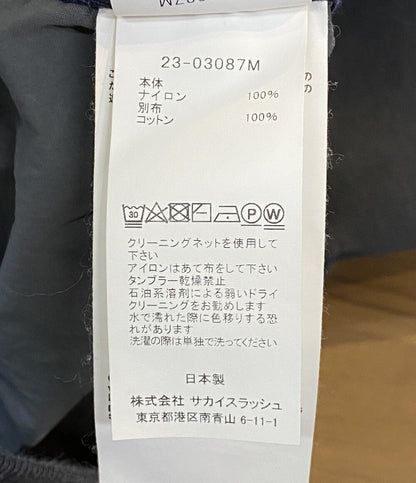 23-03087M
本体
ナイロン 100%
別布
コットン 100%
30 P W
クリーニングネットを使用して
下さい
アイロンはあて布をして下さい
タンブラー乾燥禁止
石油系溶剤による弱いドライ
クリーニングをお勧めします
水で濡れた際に色移りする恐
れがあります
洗濯の際は単独で洗ってください
日本製
株式会社 サカイスラッシュ
東京都港区南青山 6-11-1